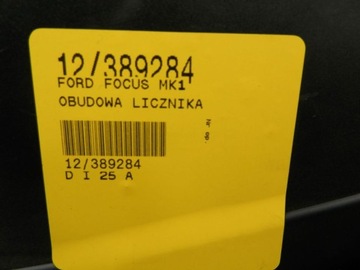 12/389284
FORD FOCUS MK1
OBUDOWA LICZNIKA
12/389284
D I 25 A